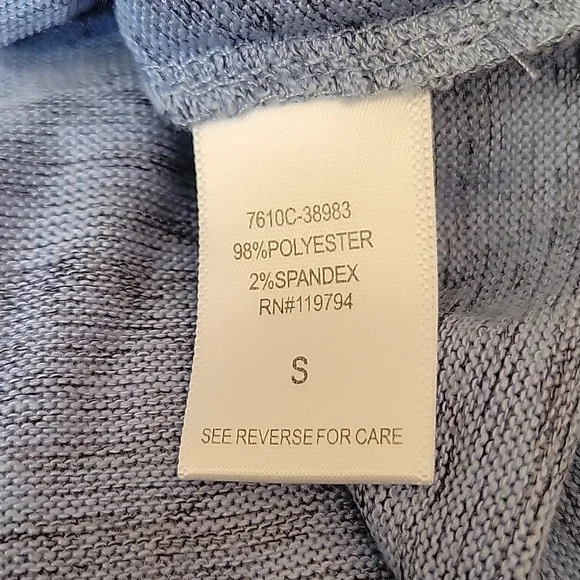 7610C-38983
98%POLYESTER
2%SPANDEX
RN#119794
S
SEE REVERSE FOR CARE